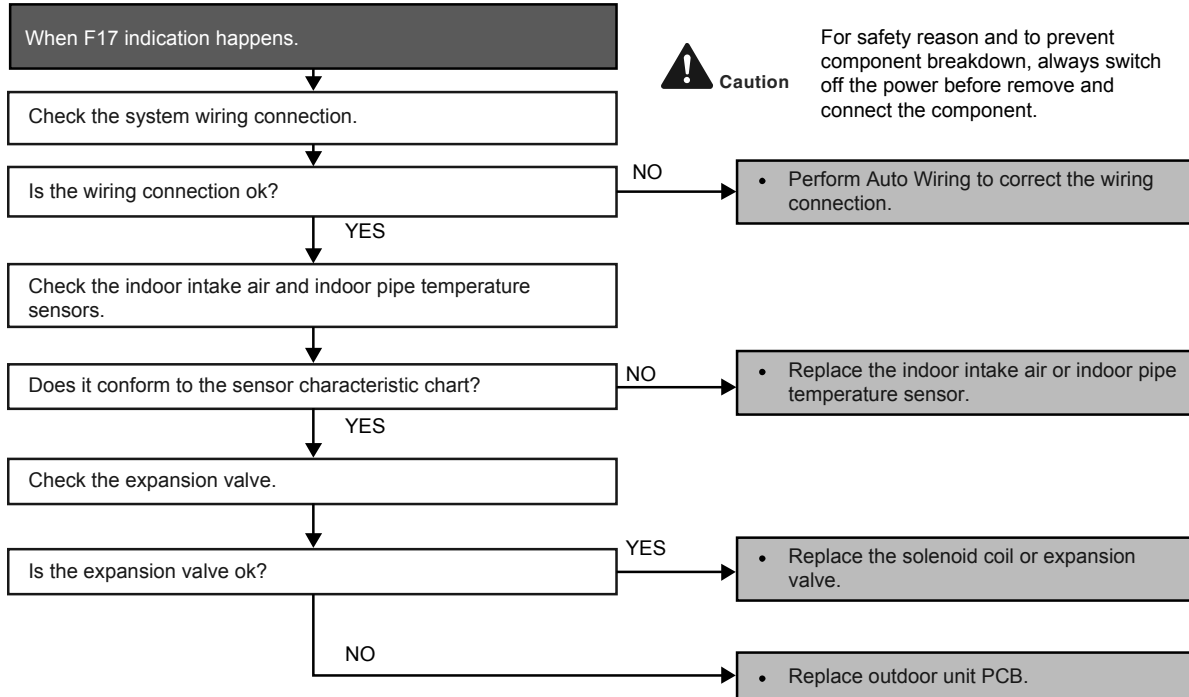 When F17 indication happens.
Caution
For safety reason and to prevent
component breakdown, always switch
off the power before remove and
connect the component.
Check the system wiring connection.
Is the wiring connection ok?
NO
• Perform Auto Wiring to correct the wiring
connection.
YES
Check the indoor intake air and indoor pipe temperature
sensors.
Does it conform to the sensor characteristic chart?
NO
• Replace the indoor intake air or indoor pipe
temperature sensor.
YES
Check the expansion valve.
Is the expansion valve ok?
YES
• Replace the solenoid coil or expansion
valve.
NO
• Replace outdoor unit PCB.